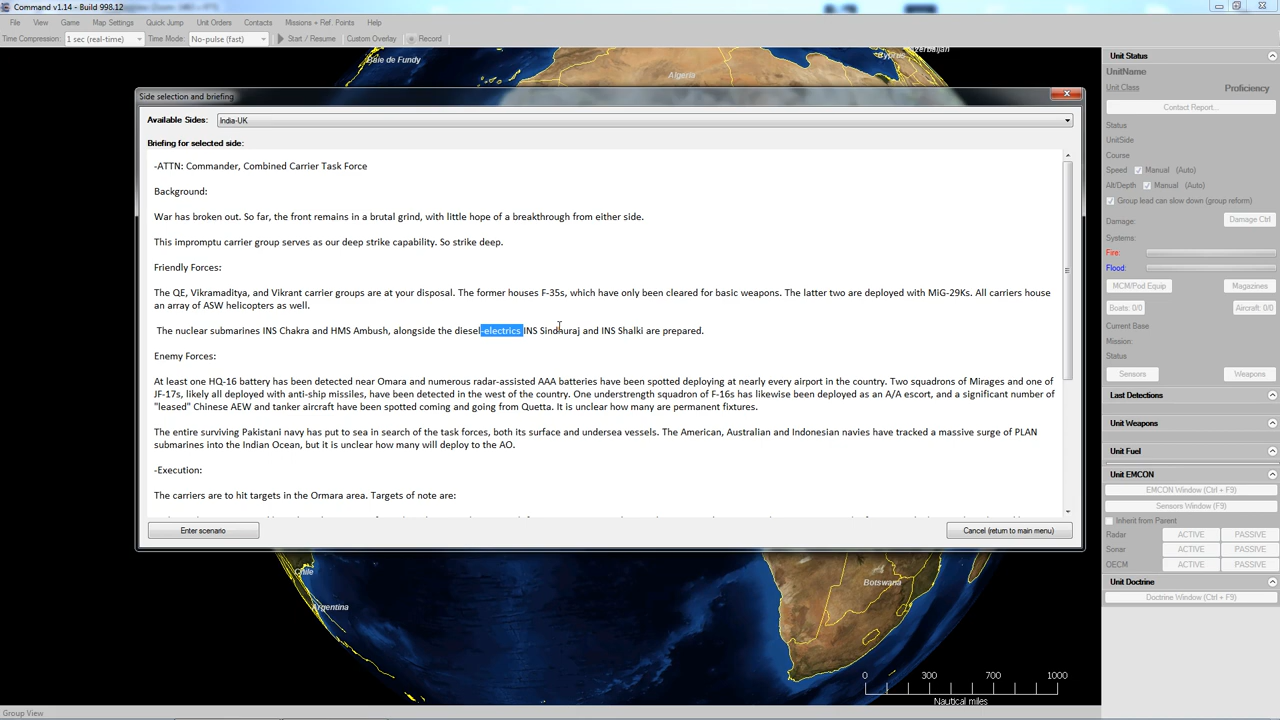 Command v1.14 - Build 998.12
File View Game Map Settings Quick Jump Unit Orders Contacts Missions + Ref. Points Help
Time Compression: 1 sec (real-time) Time Mode: No-pulse (fast) Start / Resume Custom Overlay Record
Baie de Fundy
Algeria
Cyprus
Azerbaijan
Side selection and briefing
Available Sides: India-UK
Briefing for selected side:
-ATTN: Commander, Combined Carrier Task Force
Background:
War has broken out. So far, the front remains in a brutal grind, with little hope of a breakthrough from either side.
This impromptu carrier group serves as our deep strike capability. So strike deep.
Friendly Forces:
The QE, Vikramaditya, and Vikrant carrier groups are at your disposal. The former houses F-35s, which have only been cleared for basic weapons. The latter two are deployed with MiG-29Ks. All carriers house
an array of ASW helicopters as well.
The nuclear submarines INS Chakra and HMS Ambush, alongside the diesel-electrics INS Sindhuraj and INS Shalki are prepared.
Enemy Forces:
At least one HQ-16 battery has been detected near Omara and numerous radar-assisted AAA batteries have been spotted deploying at nearly every airport in the country. Two squadrons of Mirages and one of
JF-17s, likely all deployed with anti-ship missiles, have been detected in the west of the country. One understrength squadron of F-16s has likewise been deployed as an A/A escort, and a significant number of
"leased" Chinese AEW and tanker aircraft have been spotted coming and going from Quetta. It is unclear how many are permanent fixtures.
The entire surviving Pakistani navy has put to sea in search of the task forces, both its surface and undersea vessels. The American, Australian and Indonesian navies have tracked a massive surge of PLAN
submarines into the Indian Ocean, but it is unclear how many will deploy to the AO.
-Execution:
The carriers are to hit targets in the Ormara area. Targets of note are:
Enter scenario
Cancel (return to main menu)
Chile
Argentina
Botswana
0 300 600 1000
Nautical miles
Group View
Unit Status
UnitName
Unit Class Proficiency
Contact Report...
Status
UnitSide
Course
Speed Manual (Auto)
Alt/Depth Manual (Auto)
Group lead can slow down (group reform)
Damage: Damage Ctrl
Systems:
Fire:
Flood:
MCM/Pod Equip Magazines
Boats: 0/0 Aircraft: 0/0
Current Base
Mission:
Status
Sensors Weapons
Last Detections
Unit Weapons
Unit Fuel
Unit EMCON
EMCON Window (Ctrl + F9)
Sensors Window (F9)
Inherit from Parent
Radar ACTIVE PASSIVE
Sonar ACTIVE PASSIVE
OECM ACTIVE PASSIVE
Unit Doctrine
Doctrine Window (Ctrl + F9)